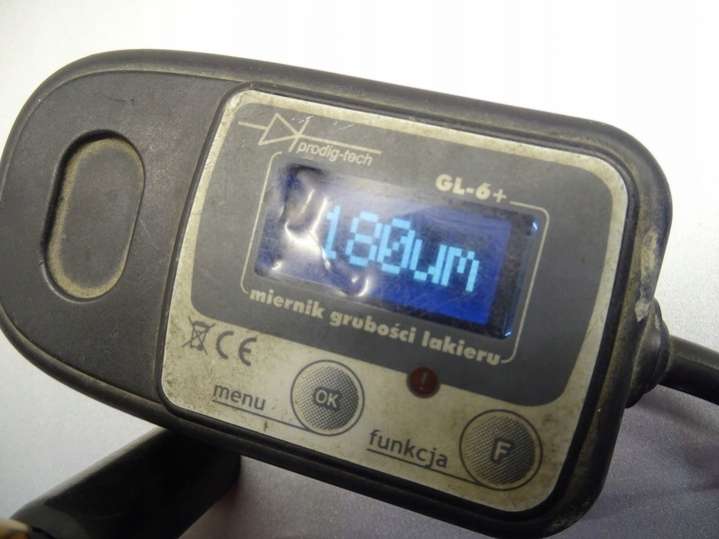 prodig-tech
GL-6+
180um
miernik grubości lakieru
CE
OK
menu
!
F
funkcja